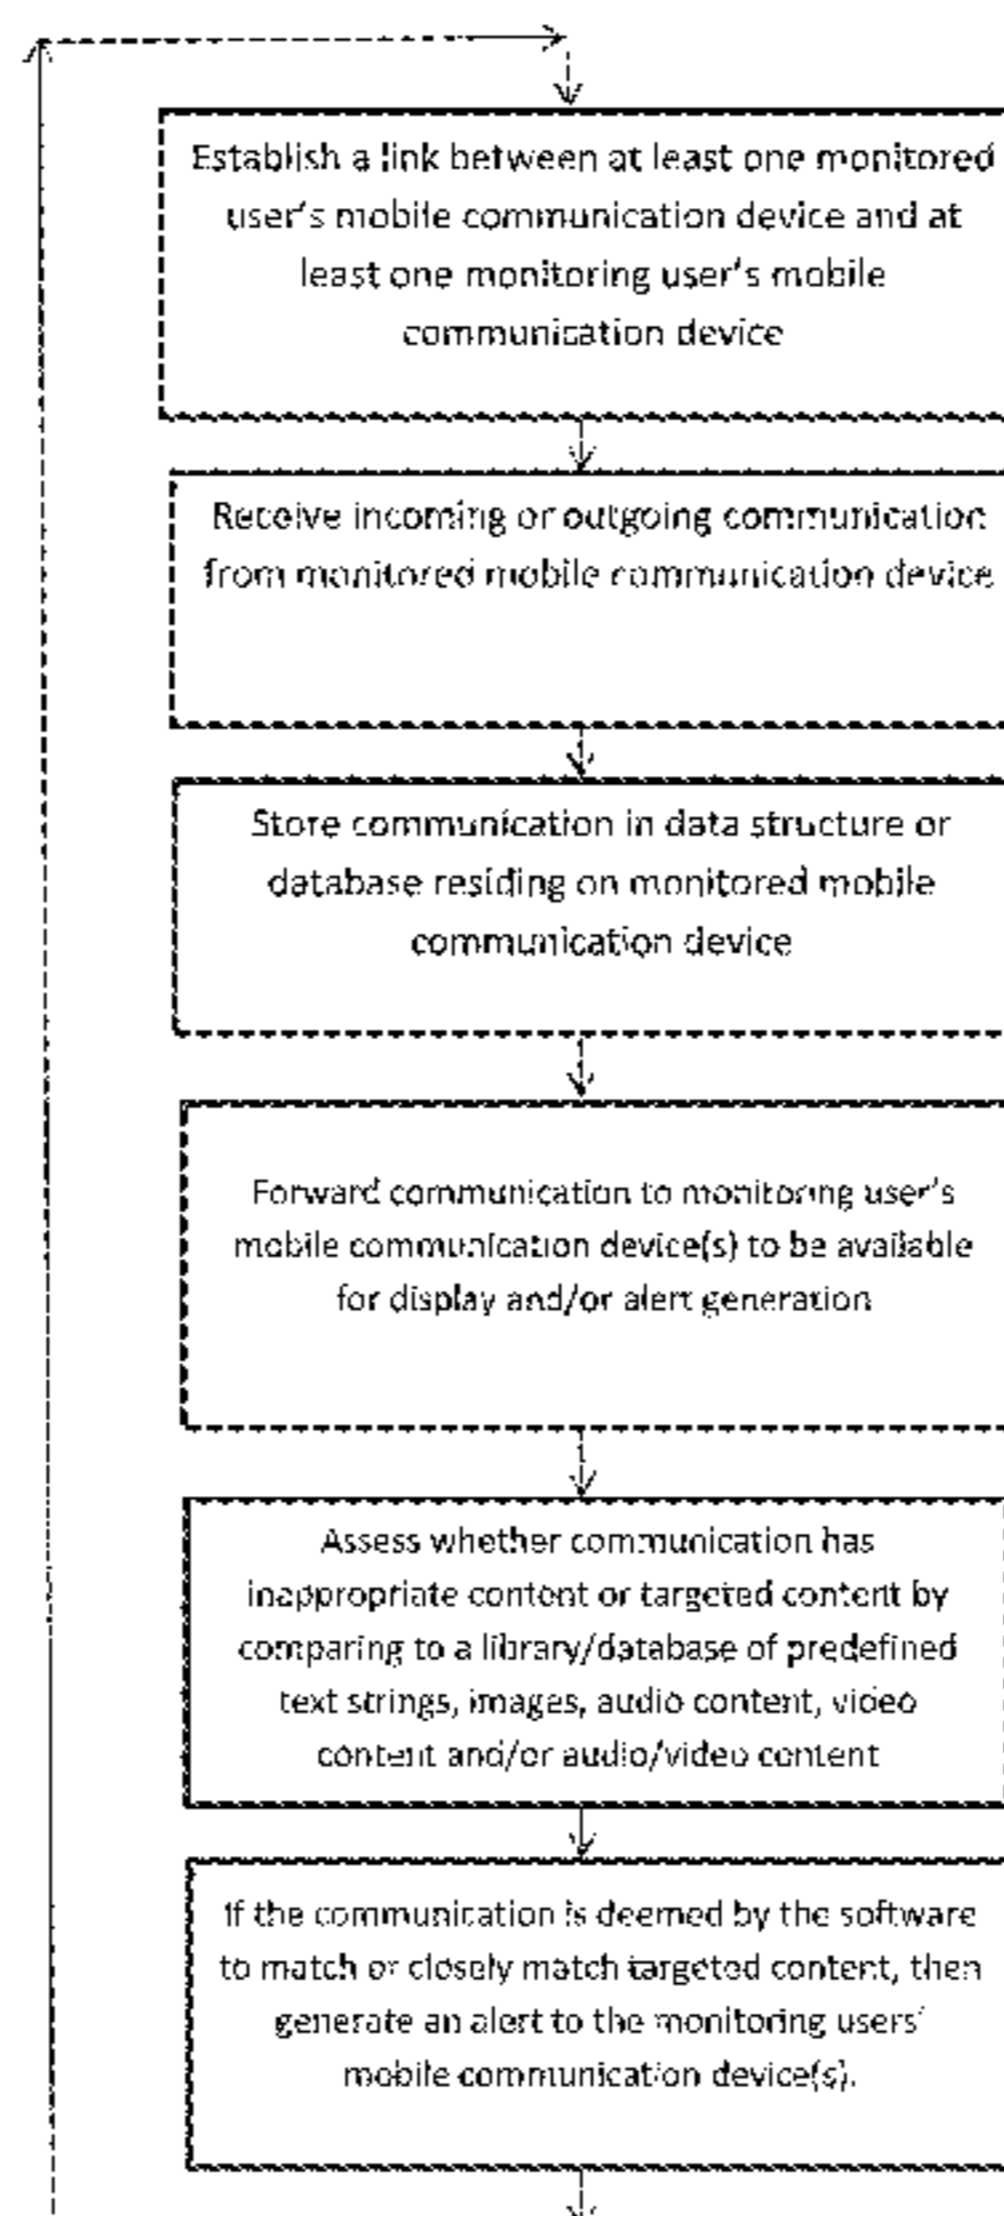 Establish a link between at least one monitored
user's mobile communication device and at
least one monitoring user's mobile
communication device
Receive incoming or outgoing communication
from monitored mobile communication device
Store communication in data structure or
database residing on monitored mobile
communication device
Forward communication to monitoring user's
mobile communication device(s) to be available
for display and/or alert generation
Assess whether communication has
inappropriate content or targeted content by
comparing to a library/database of predefined
text strings, images, audio content, video
content and/or audio/video content
If the communication is deemed by the software
to match or closely match targeted content, then
generate an alert to the monitoring users'
mobile communication device(s).